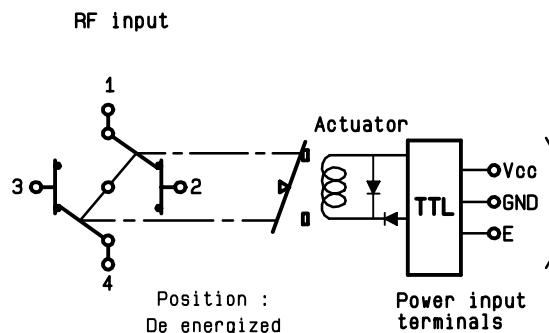 RF input
1
Actuator
3
2
TTL
Vcc
GND
E
4
Position :
De energized
Power input
terminals